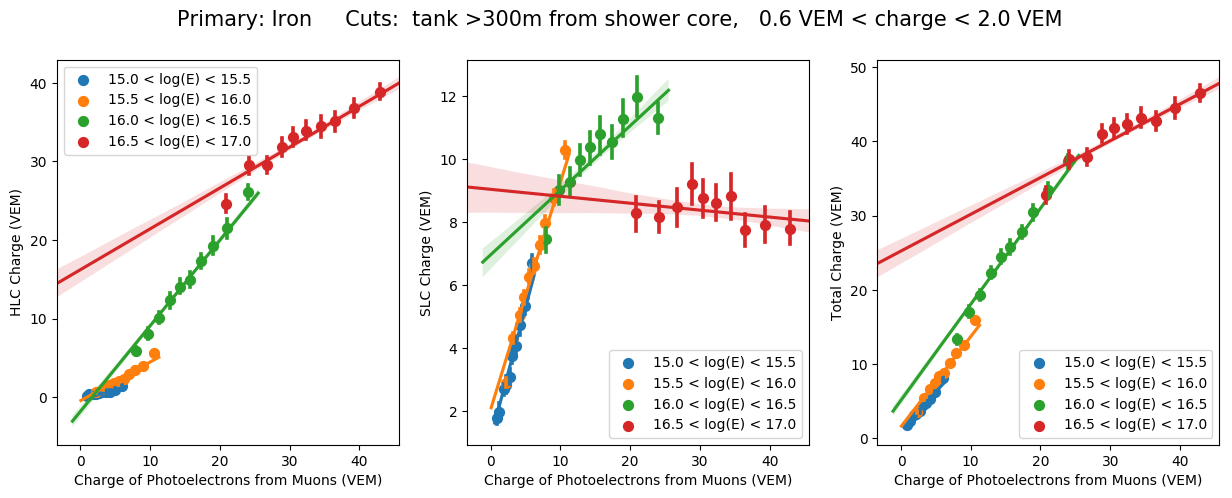 Primary: Iron     Cuts:  tank >300m from shower core,   0.6 VEM < charge < 2.0 VEM
HLC Charge (VEM)
40
30
20
10
0
15.0 < log(E) < 15.5
15.5 < log(E) < 16.0
16.0 < log(E) < 16.5
16.5 < log(E) < 17.0
0 10 20 30 40
Charge of Photoelectrons from Muons (VEM)
SLC Charge (VEM)
12
10
8
6
4
2
15.0 < log(E) < 15.5
15.5 < log(E) < 16.0
16.0 < log(E) < 16.5
16.5 < log(E) < 17.0
0 10 20 30 40
Charge of Photoelectrons from Muons (VEM)
Total Charge (VEM)
50
40
30
20
10
0
15.0 < log(E) < 15.5
15.5 < log(E) < 16.0
16.0 < log(E) < 16.5
16.5 < log(E) < 17.0
0 10 20 30 40
Charge of Photoelectrons from Muons (VEM)